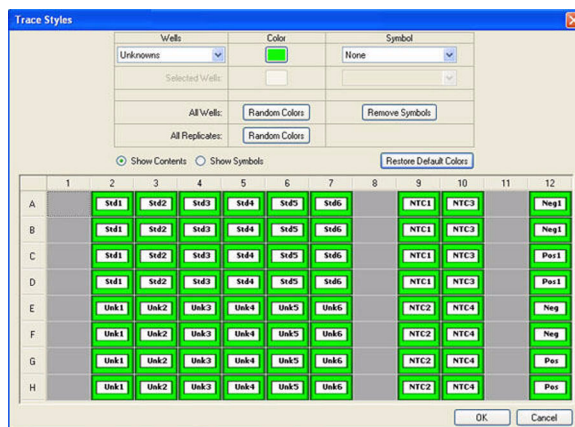 Trace Styles
Wells Color Symbol
Unknowns None
Selected Wells:
All Wells: Random Colors Remove Symbols
All Replicates: Random Colors
Show Contents Show Symbols Restore Default Colors
1 2 3 4 5 6 7 8 9 10 11 12
A Std1 Std2 Std3 Std4 Std5 Std6 NTC1 NTC3 Neg1
B Std1 Std2 Std3 Std4 Std5 Std6 NTC1 NTC3 Neg1
C Std1 Std2 Std3 Std4 Std5 Std6 NTC1 NTC3 Pos1
D Std1 Std2 Std3 Std4 Std5 Std6 NTC1 NTC3 Pos1
E Unk1 Unk2 Unk3 Unk4 Unk5 Unk6 NTC2 NTC4 Neg
F Unk1 Unk2 Unk3 Unk4 Unk5 Unk6 NTC2 NTC4 Neg
G Unk1 Unk2 Unk3 Unk4 Unk5 Unk6 NTC2 NTC4 Pos
H Unk1 Unk2 Unk3 Unk4 Unk5 Unk6 NTC2 NTC4 Pos
OK Cancel